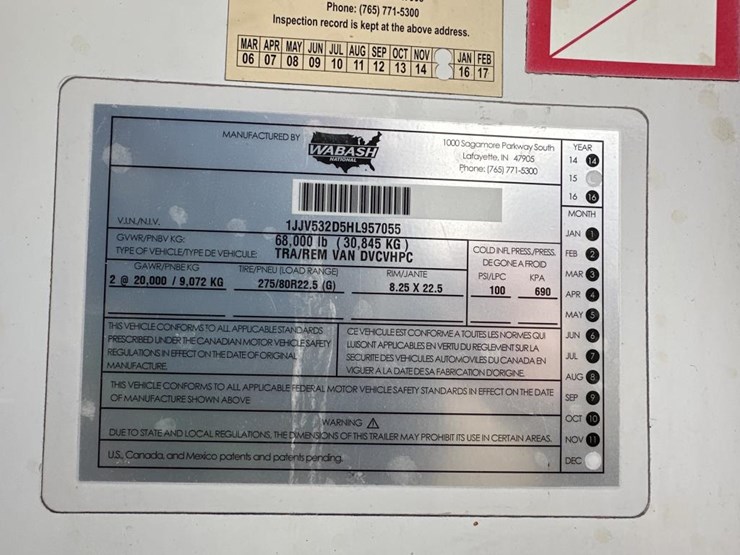 Phone: (765) 771-5300
Inspection record is kept at the above address.
MAR APR MAY JUN JUL AUG SEP OCT NOV JAN FEB
06 07 08 09 10 11 12 13 14 16 17
MANUFACTURED BY
WABASH
NATIONAL
1000 Sagamore Parkway South
Lafayette, IN 47905
Phone: (765) 771-5300
V.I.N./N.I.V. 1JJV532D5HL957055
GVWR/PNBV KG: 68,000 lb ( 30,845 KG )
TYPE OF VEHICLE/TYPE DE VEHICULE: TRA/REM VAN DVCVHPC
GAWR/PNBE KG TIRE/PNEU (LOAD RANGE) RIM/JANTE
2 @ 20,000 / 9,072 KG 275/80R22.5 (G) 8.25 X 22.5
COLD INFL PRESS./PRESS.
DE GONE A FROID
PSI/LPC KPA
100 690
THIS VEHICLE CONFORMS TO ALL APPLICABLE STANDARDS
PRESCRIBED UNDER THE CANADIAN MOTOR VEHICLE SAFETY
REGULATIONS IN EFFECT ON THE DATE OF ORIGINAL
MANUFACTURE.
CE VEHICULE EST CONFORME A TOUTES LES NORMES QUI
LUI SONT APPLICABLES EN VERTU DU REGLEMENT SUR LA
SECURITE DES VEHICULES AUTOMOVILES DU CANADA EN
VIGUER A LA DATE DE SA FABRICATION D'ORIGINE.
THIS VEHICLE CONFORMS TO ALL APPLICABLE FEDERAL MOTOR VEHICLE SAFETY STANDARDS IN EFFECT ON THE DATE
OF MANUFACTURE SHOWN ABOVE
WARNING
DUE TO STATE AND LOCAL REGULATIONS, THE DIMENSIONS OF THIS TRAILER MAY PROHIBIT ITS USE IN CERTAIN AREAS.
U.S., Canada, and Mexico patents and patents pending.
YEAR
14 14
15
16 16
MONTH
JAN 1
FEB 2
MAR 3
APR 4
MAY 5
JUN 6
JUL 7
AUG 8
SEP 9
OCT 10
NOV 11
DEC